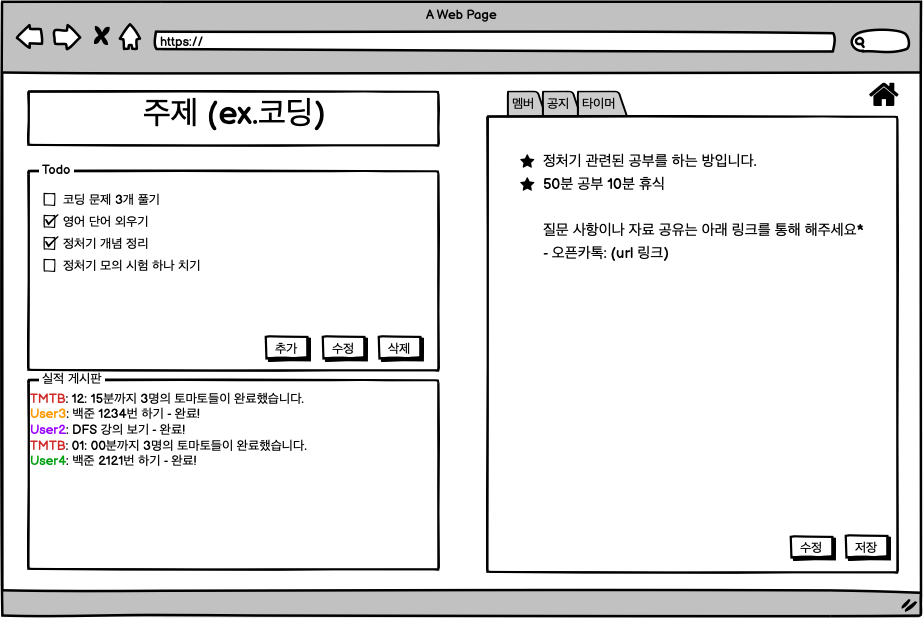 A Web Page
https://
주제 (ex.코딩)
Todo
코딩 문제 3개 풀기
영어 단어 외우기
정처기 개념 정리
정처기 모의 시험 하나 치기
추가 수정 삭제
실적 게시판
TMTB: 12: 15분까지 3명의 토마토들이 완료했습니다.
User3: 백준 1234번 하기 - 완료!
User2: DFS 강의 보기 - 완료!
TMTB: 01: 00분까지 3명의 토마토들이 완료했습니다.
User4: 백준 2121번 하기 - 완료!
멤버 공지 타이머
정처기 관련된 공부를 하는 방입니다.
50분 공부 10분 휴식
질문 사항이나 자료 공유는 아래 링크를 통해 해주세요*
- 오픈카톡: (url 링크)
수정 저장